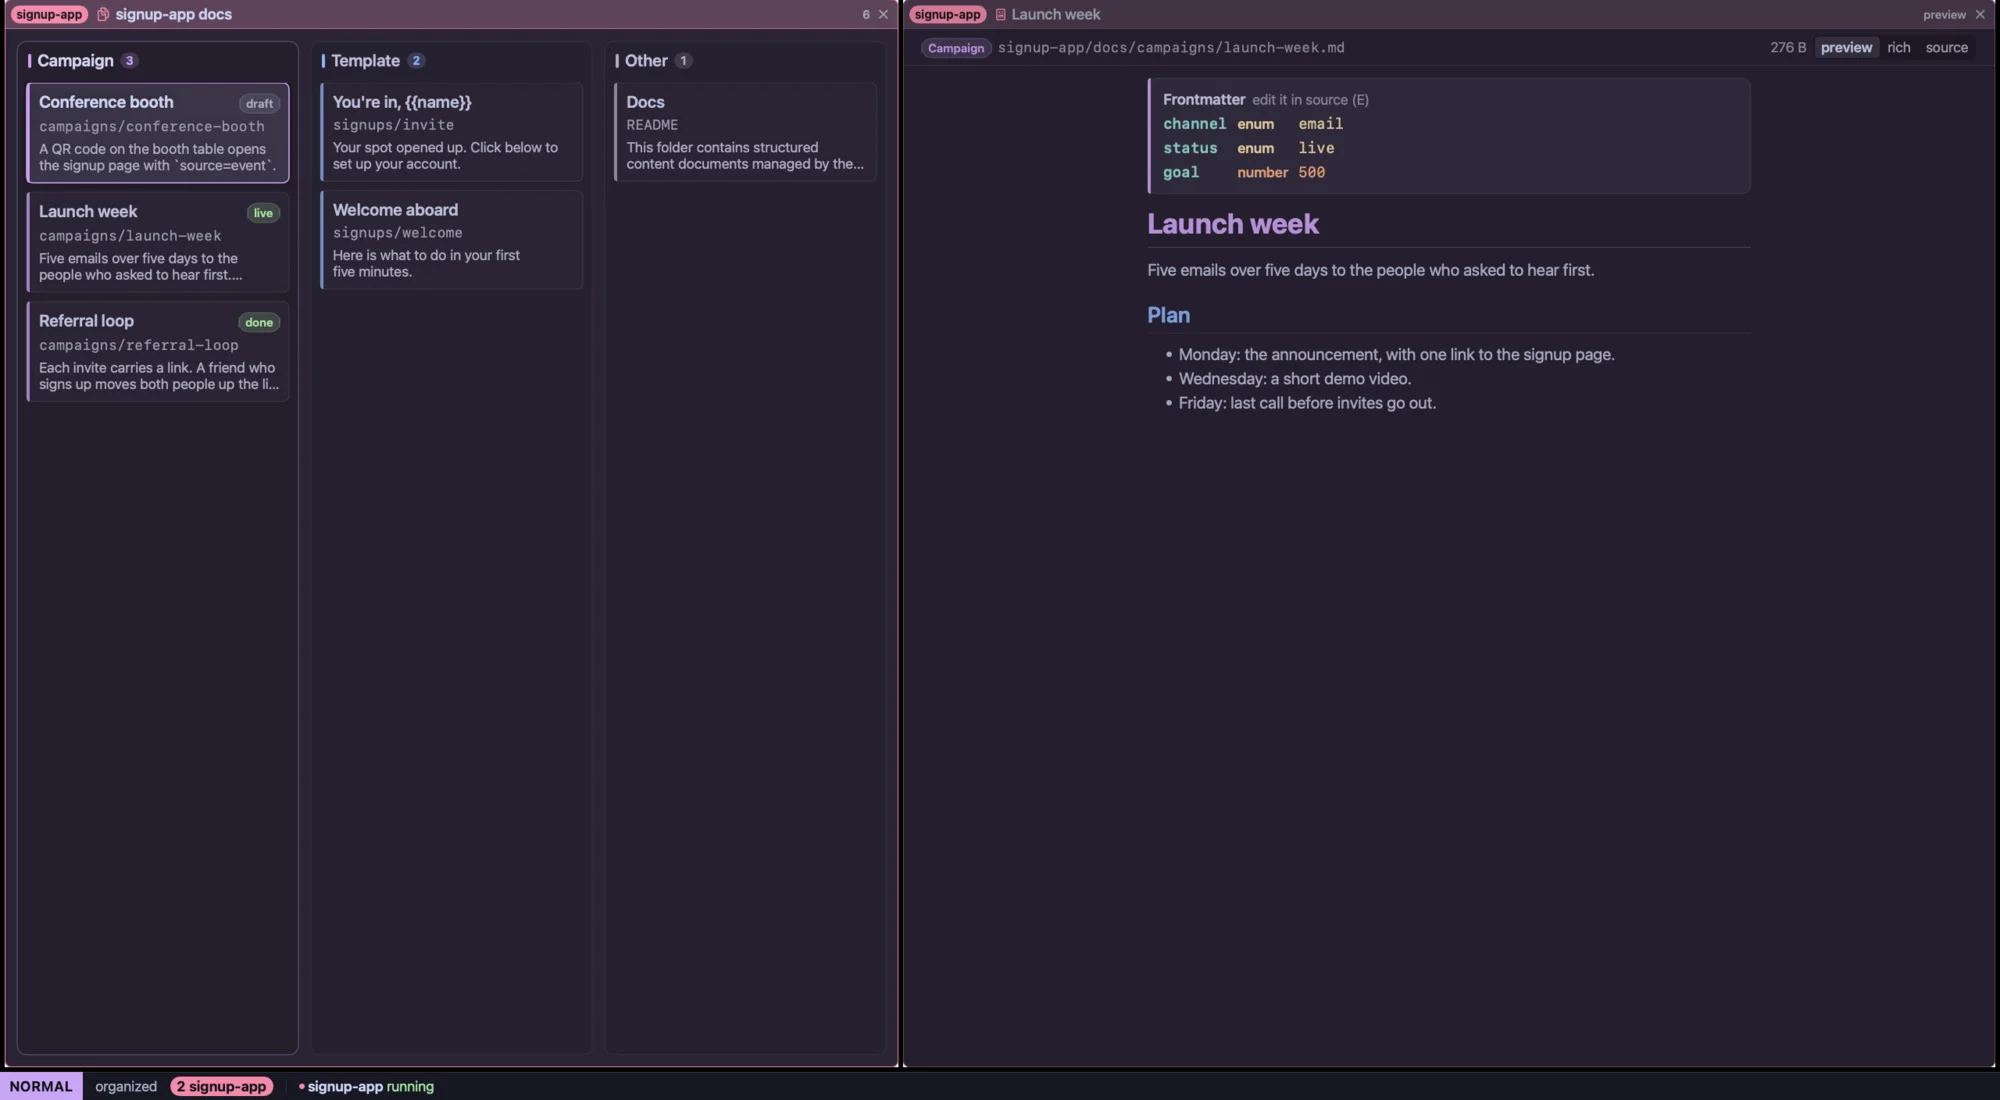 signup-app signup-app docs 6 ×
Campaign 3
Conference booth draft
campaigns/conference-booth
A QR code on the booth table opens
the signup page with `source=event`.
Launch week live
campaigns/launch-week
Five emails over five days to the
people who asked to hear first....
Referral loop done
campaigns/referral-loop
Each invite carries a link. A friend who
signs up moves both people up the li...
Template 2
You're in, {{name}}
signups/invite
Your spot opened up. Click below to
set up your account.
Welcome aboard
signups/welcome
Here is what to do in your first
five minutes.
Other 1
Docs
README
This folder contains structured
content documents managed by the...
signup-app Launch week preview ×
Campaign signup-app/docs/campaigns/launch-week.md 276 B preview rich source
Frontmatter edit it in source (E)
channel enum email
status enum live
goal number 500
Launch week
Five emails over five days to the people who asked to hear first.
Plan
• Monday: the announcement, with one link to the signup page.
• Wednesday: a short demo video.
• Friday: last call before invites go out.
NORMAL organized 2 signup-app • signup-app running